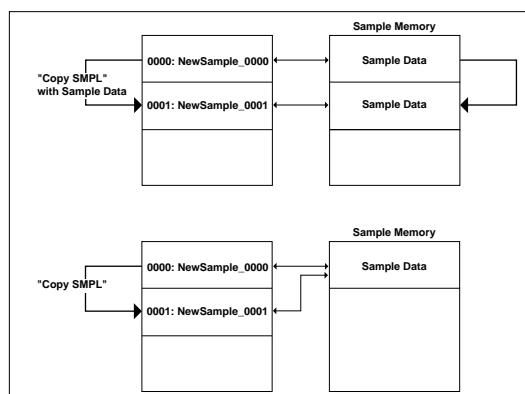 Sample Memory
0000: NewSample_0000
Sample Data
"Copy SMPL"
with Sample Data
0001: NewSample_0001
Sample Data
Sample Memory
0000: NewSample_0000
Sample Data
"Copy SMPL"
0001: NewSample_0001